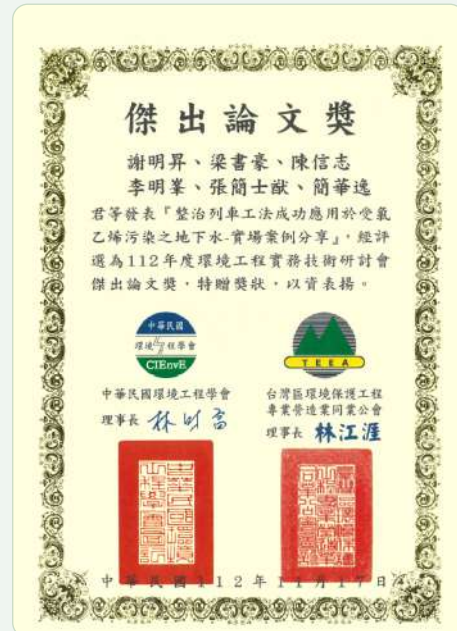 傑出論文獎
謝明昇、梁書豪、陳信志
李明峯、張簡士猷、簡華逸
君等發表『整治列車工法成功應用於受氯
乙烯污染之地下水-實場案例分享』，經評
選為112年度環境工程實務技術研討會
傑出論文獎，特贈獎狀，以資表揚。
中華民國
環境工程學會
CIEnvE
TEEA
中華民國環境工程學會
理事長 林財富
台灣區環境保護工程
專業營造業同業公會
理事長 林江涯
中華民國112年11月17日